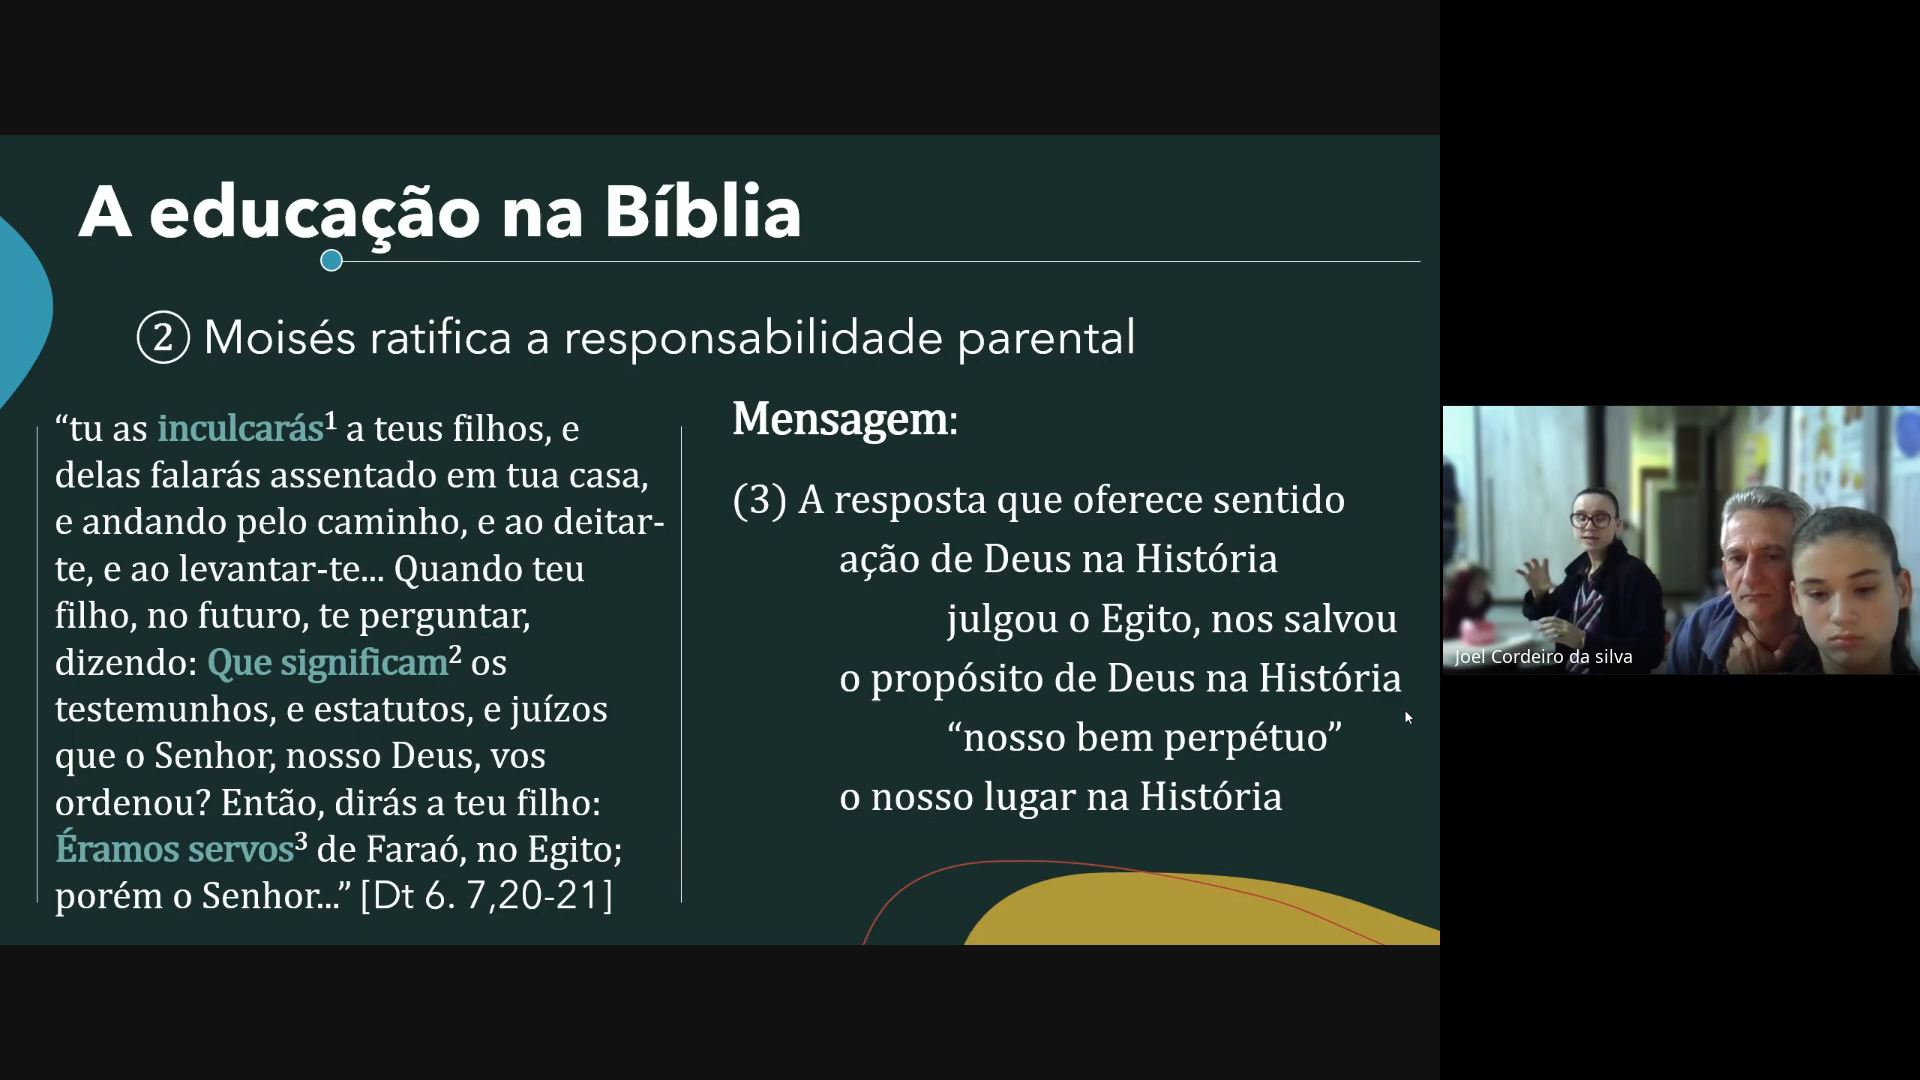 A educação na Bíblia
② Moisés ratifica a responsabilidade parental
“tu as inculcarás¹ a teus filhos, e
delas falarás assentado em tua casa,
e andando pelo caminho, e ao deitar-
te, e ao levantar-te... Quando teu
filho, no futuro, te perguntar,
dizendo: Que significam² os
testemunhos, e estatutos, e juízos
que o Senhor, nosso Deus, vos
ordenou? Então, dirás a teu filho:
Éramos servos³ de Faraó, no Egito;
porém o Senhor...” [Dt 6. 7,20-21]
Mensagem:
(3) A resposta que oferece sentido
ação de Deus na História
julgou o Egito, nos salvou
o propósito de Deus na História
“nosso bem perpétuo”
o nosso lugar na História
Joel Cordeiro da silva